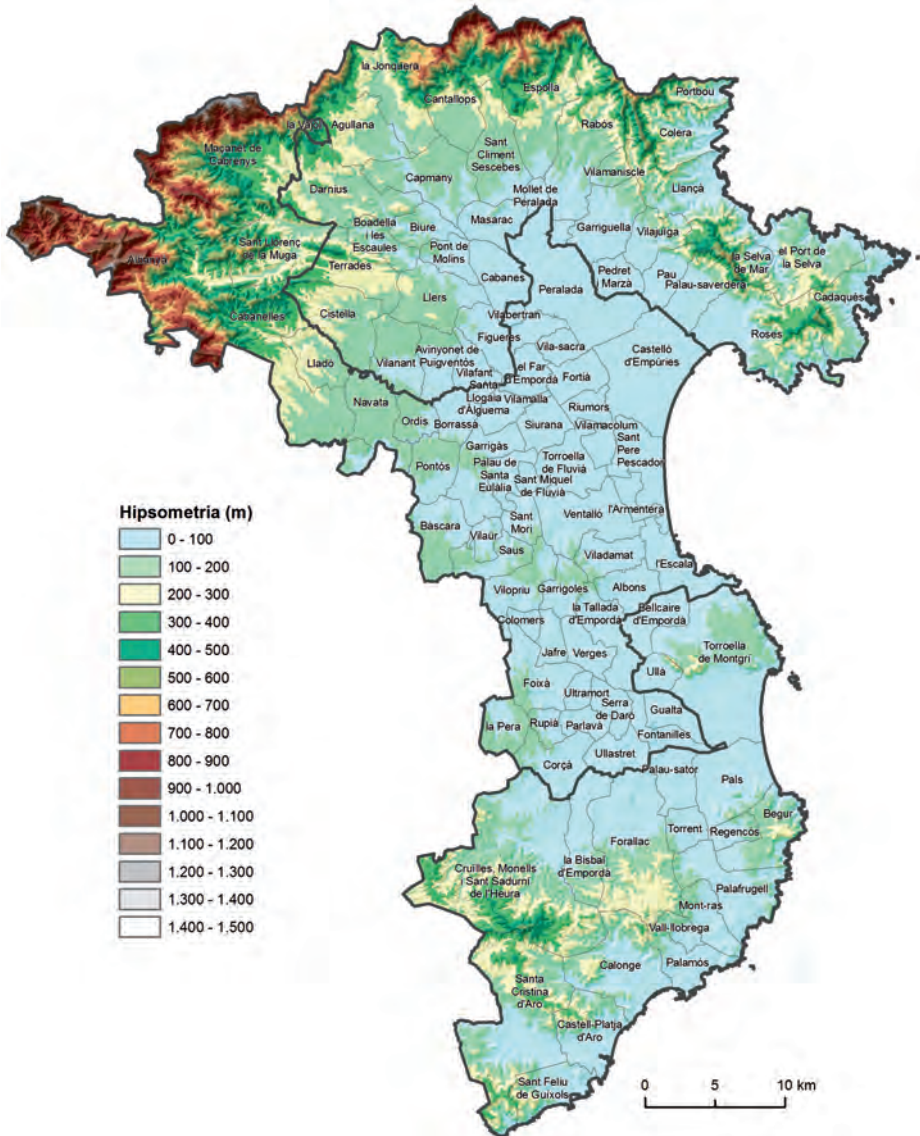 la Jonquera
Cantallops
Espolla
Portbou
Rabós
Colera
la Vajol
Agullana
Maçanet de
Cabrenys
Sant
Climent
Sescebes
Capmany
Vilamaniscle
Darnius
Mollet de
Peralada
Llançà
Masarac
Boadella
i les
Escaules
Biure
Garriguella
Vilajuïga
Sant Llorenç
de la Muga
Pont de
Molins
la Selva
de Mar
el Port de
la Selva
Albanyà
Terrades
Cabanes
Pedret
Marzà
Pau
Palau-saverdera
Peralada
Cadaqués
Llers
Cistella
Cabanelles
Vilabertran
Roses
Figueres
Vila-sacra
Castelló
d'Empúries
Lladó
Vilanant
Avinyonet de
Puigventós
el Far
d'Empordà
Fortià
Vilafant
Santa
Llogaia
d'Àlguema
Vilamalla
Navata
Riumors
Ordis
Borrassà
Siurana
Vilamacolum
Sant
Pere
Pescador
Garrigàs
Pontós
Palau de
Santa
Eulàlia
Torroella
de Fluvià
Sant Miquel
de Fluvià
Hipsometria (m)
0 - 100
100 - 200
200 - 300
300 - 400
400 - 500
500 - 600
600 - 700
700 - 800
800 - 900
900 - 1.000
1.000 - 1.100
1.100 - 1.200
1.200 - 1.300
1.300 - 1.400
1.400 - 1.500
Bàscara
Sant
Mori
Ventalló
l'Armentera
Vilaür
Saus
Viladamat
l'Escala
Vilopriu
Garrigoles
Albons
Colomers
la Tallada
d'Empordà
Bellcaire
d'Empordà
Torroella
de Montgrí
Jafre
Verges
Ullà
Foixà
Ultramort
Serra
de Daró
Gualta
la Pera
Rupià
Parlavà
Fontanilles
Ullastret
Corçà
Palau-sator
Pals
Begur
Torrent
Regencós
Forallac
Cruïlles, Monells
i Sant Sadurní
de l'Heura
la Bisbal
d'Empordà
Palafrugell
Mont-ras
Vall-llobrega
Calonge
Palamós
Santa
Cristina
d'Aro
Castell-Platja
d'Aro
Sant Feliu
de Guíxols
0 5 10 km